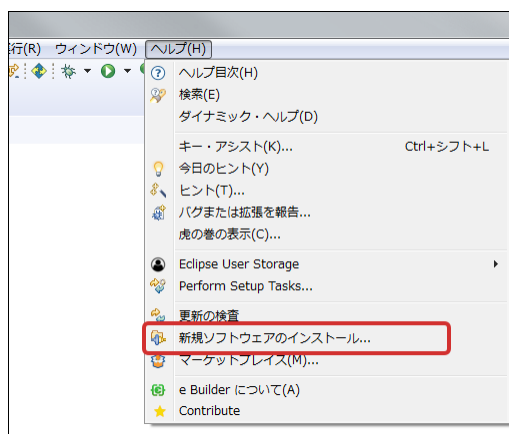 実行(R) ウィンドウ(W) ヘルプ(H)
ヘルプ目次(H)
検索(E)
ダイナミック・ヘルプ(D)
キー・アシスト(K)... Ctrl+シフト+L
今日のヒント(Y)
ヒント(T)...
バグまたは拡張を報告...
虎の巻の表示(C)...
Eclipse User Storage
Perform Setup Tasks...
更新の検査
新規ソフトウェアのインストール...
マーケットプレイス(M)...
e Builder について(A)
Contribute